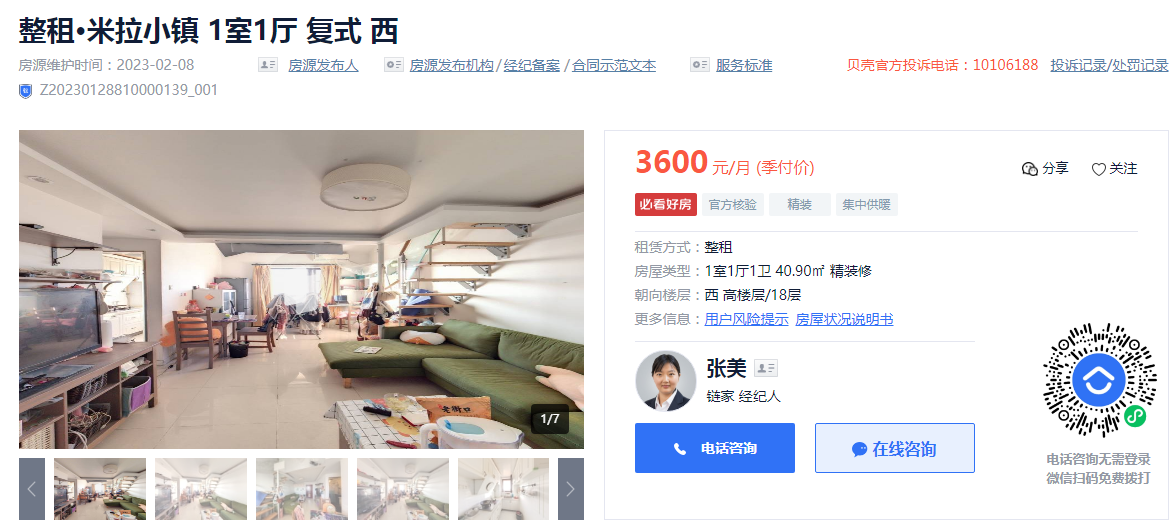 整租·米拉小镇 1室1厅 复式 西
房源维护时间：2023-02-08 房源发布人 房源发布机构/经纪备案/合同示范文本 服务标准 贝壳官方投诉电话：10106188 投诉记录/处罚记录
Z20230128810000139_001
3600 元/月 (季付价) 分享 关注
必看好房 官方核验 精装 集中供暖
租赁方式：整租
房屋类型：1室1厅1卫 40.90㎡ 精装修
朝向楼层：西 高楼层/18层
更多信息：用户风险提示 房屋状况说明书
张美
链家 经纪人
1/7
电话咨询 在线咨询
电话咨询无需登录
微信扫码免费拨打